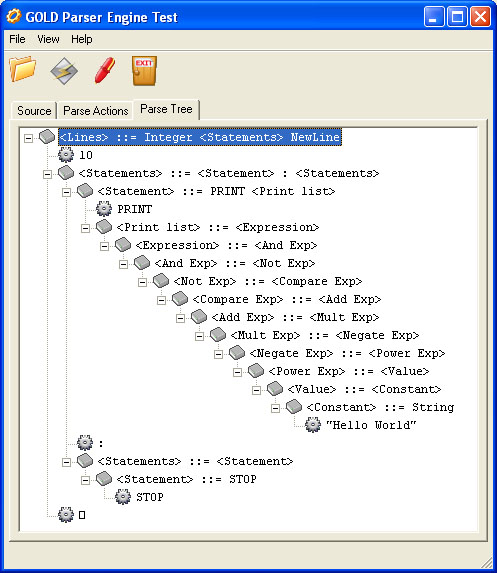 GOLD Parser Engine Test
File View Help
EXIT
Source Parse Actions Parse Tree
<Lines> ::= Integer <Statements> NewLine
10
<Statements> ::= <Statement> : <Statements>
<Statement> ::= PRINT <Print list>
PRINT
<Print list> ::= <Expression>
<Expression> ::= <And Exp>
<And Exp> ::= <Not Exp>
<Not Exp> ::= <Compare Exp>
<Compare Exp> ::= <Add Exp>
<Add Exp> ::= <Mult Exp>
<Mult Exp> ::= <Negate Exp>
<Negate Exp> ::= <Power Exp>
<Power Exp> ::= <Value>
<Value> ::= <Constant>
<Constant> ::= String
"Hello World"
:
<Statements> ::= <Statement>
<Statement> ::= STOP
STOP